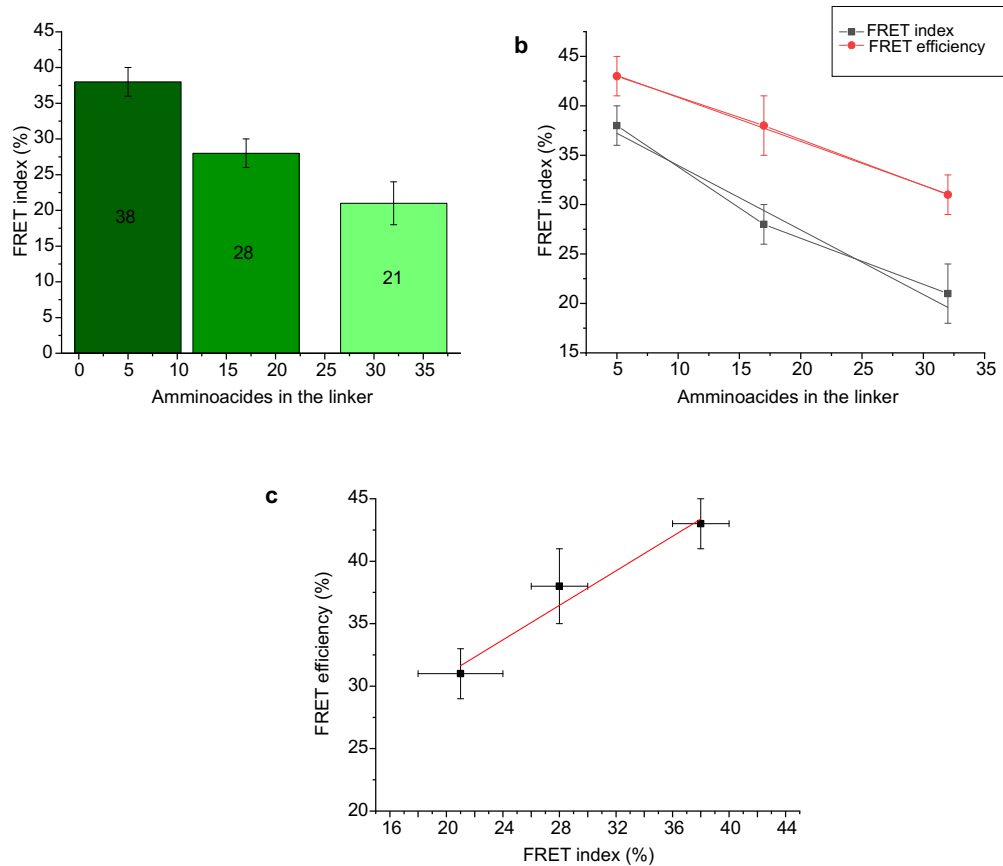 45
40
35
30
25
20
15
10
5
0
FRET index (%)
38
28
21
0 5 10 15 20 25 30 35
Amminoacides in the linker
b
FRET index
FRET efficiency
45
40
35
30
25
20
15
FRET index (%)
5 10 15 20 25 30 35
Amminoacides in the linker
c
45
40
35
30
25
20
FRET efficiency (%)
16 20 24 28 32 36 40 44
FRET index (%)